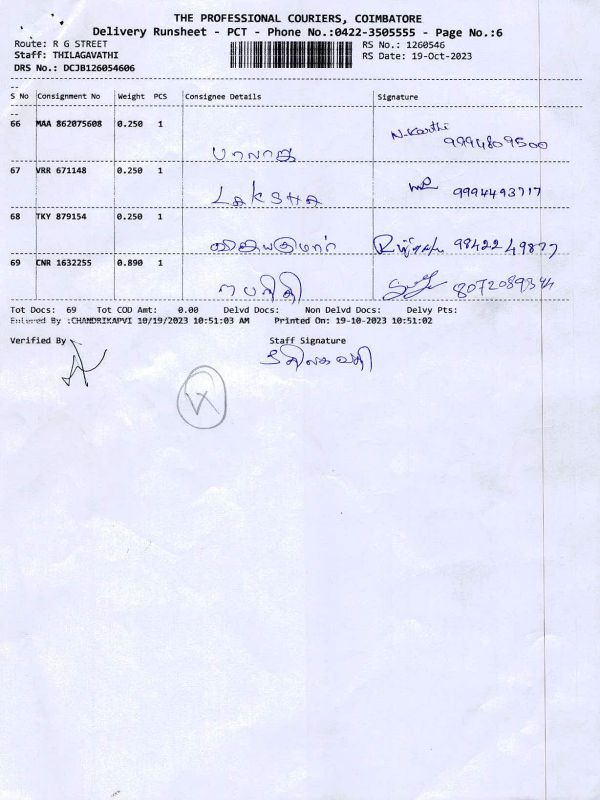 THE PROFESSIONAL COURIERS, COIMBATORE
Delivery Runsheet - PCT - Phone No.:0422-3505555 - Page No.:6
Route: R G STREET RS No.: 1260546
Staff: THILAGAVATHI RS Date: 19-Oct-2023
DRS No.: DCJB126054606
S No Consignment No Weight PCS Consignee Details Signature
66 MAA 862075608 0.250 1
பாலாஜி N.Karthi 9994809500
67 VRR 671148 0.250 1
LAKSHA 9994493717
68 TKY 879154 0.250 1
விஜயகுமார் 9842249877
69 CNR 1632255 0.890 1
8072089344
Tot Docs: 69 Tot COD Amt: 0.00 Delvd Docs: Non Delvd Docs: Delvy Pts:
Entered By :CHANDRIKAPVI 10/19/2023 10:51:03 AM Printed On: 19-10-2023 10:51:02
Verified By Staff Signature
திலகவதி